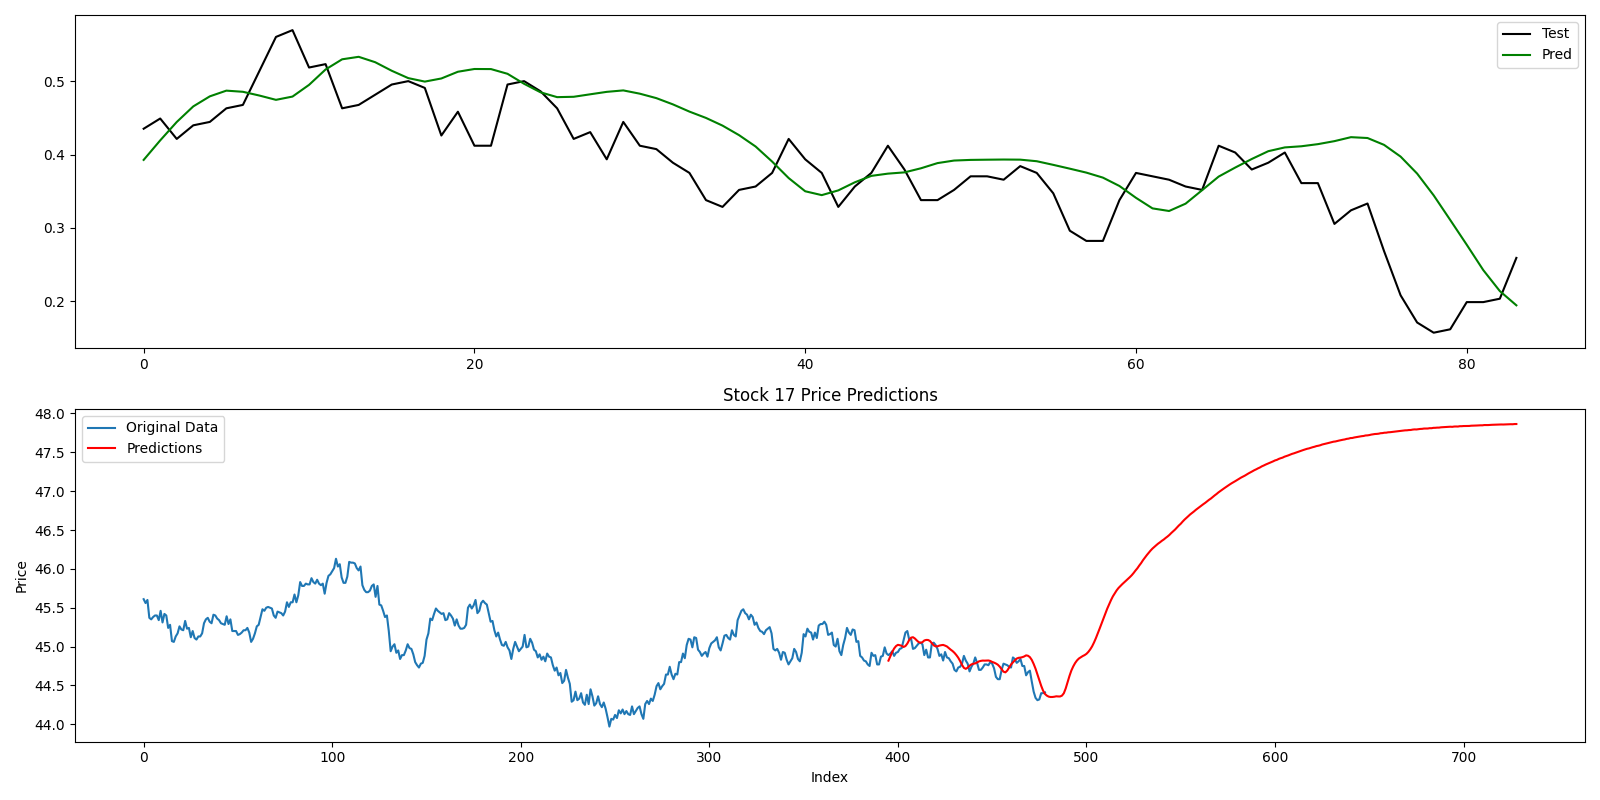 Test
Pred
0.5
0.4
0.3
0.2
0 20 40 60 80
Stock 17 Price Predictions
Original Data
Predictions
48.0
47.5
47.0
46.5
46.0
45.5
45.0
44.5
44.0
Price
0 100 200 300 400 500 600 700
Index